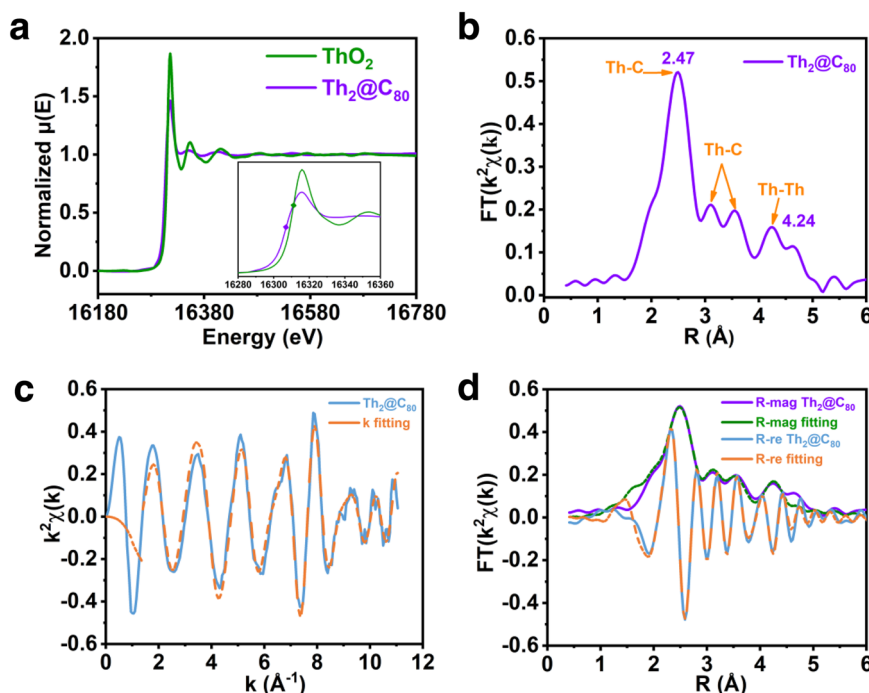 a
2.0
1.5
1.0
0.5
0.0
Normalized μ(E)
ThO2
Th2@C80
16280 16300 16320 16340 16360
16180 16380 16580 16780
Energy (eV)
b
0.6
0.5
0.4
0.3
0.2
0.1
0.0
FT(k²χ(k))
2.47
Th-C
Th2@C80
Th-C
Th-Th
4.24
0 1 2 3 4 5 6
R (Å)
c
0.6
0.4
0.2
0.0
-0.2
-0.4
-0.6
k²χ(k)
Th2@C80
k fitting
0 2 4 6 8 10 12
k (Å⁻¹)
d
0.6
0.4
0.2
0.0
-0.2
-0.4
-0.6
FT(k²χ(k))
R-mag Th2@C80
R-mag fitting
R-re Th2@C80
R-re fitting
0 1 2 3 4 5 6
R (Å)